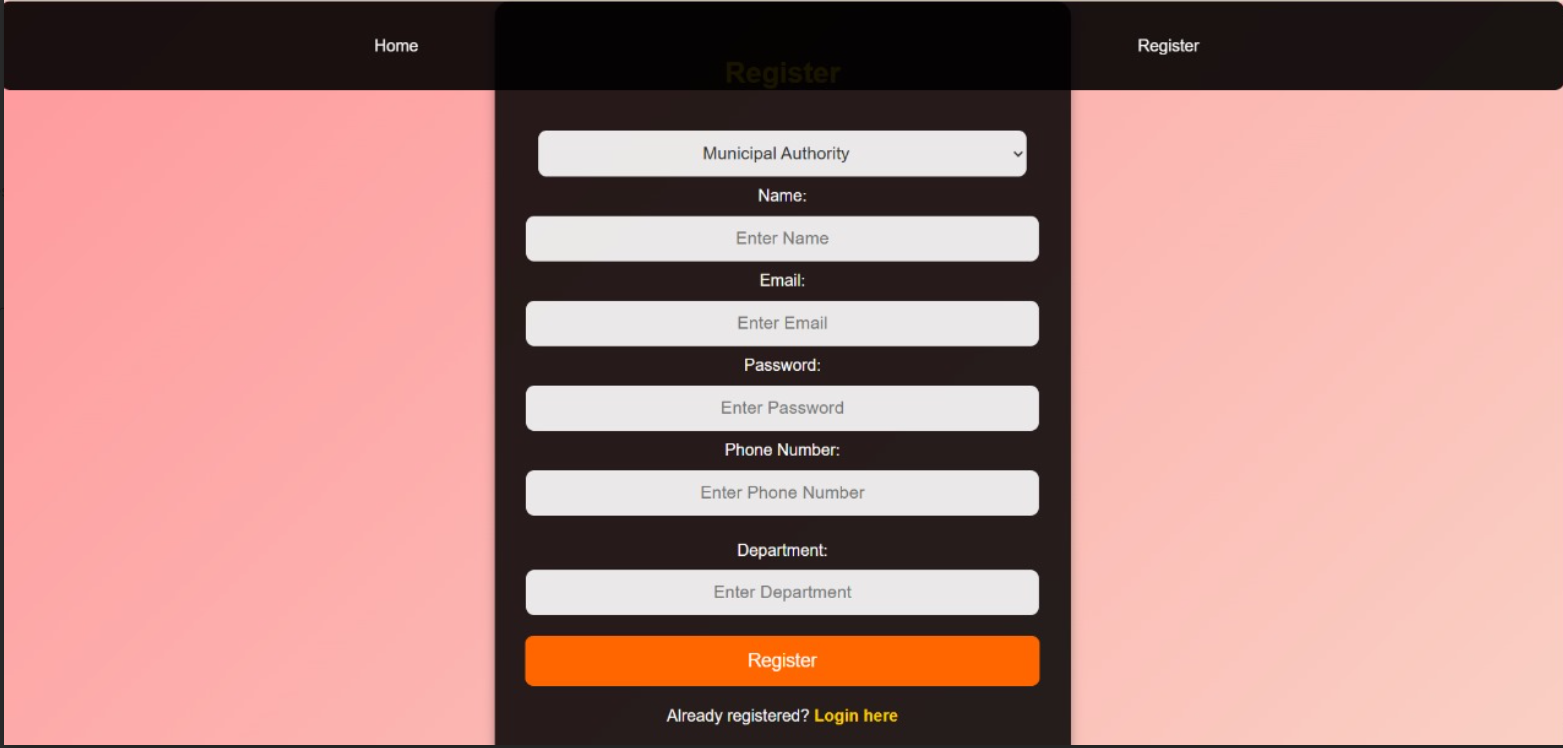 Home Register
Register
Municipal Authority
Name:
Enter Name
Email:
Enter Email
Password:
Enter Password
Phone Number:
Enter Phone Number
Department:
Enter Department
Register
Already registered? Login here